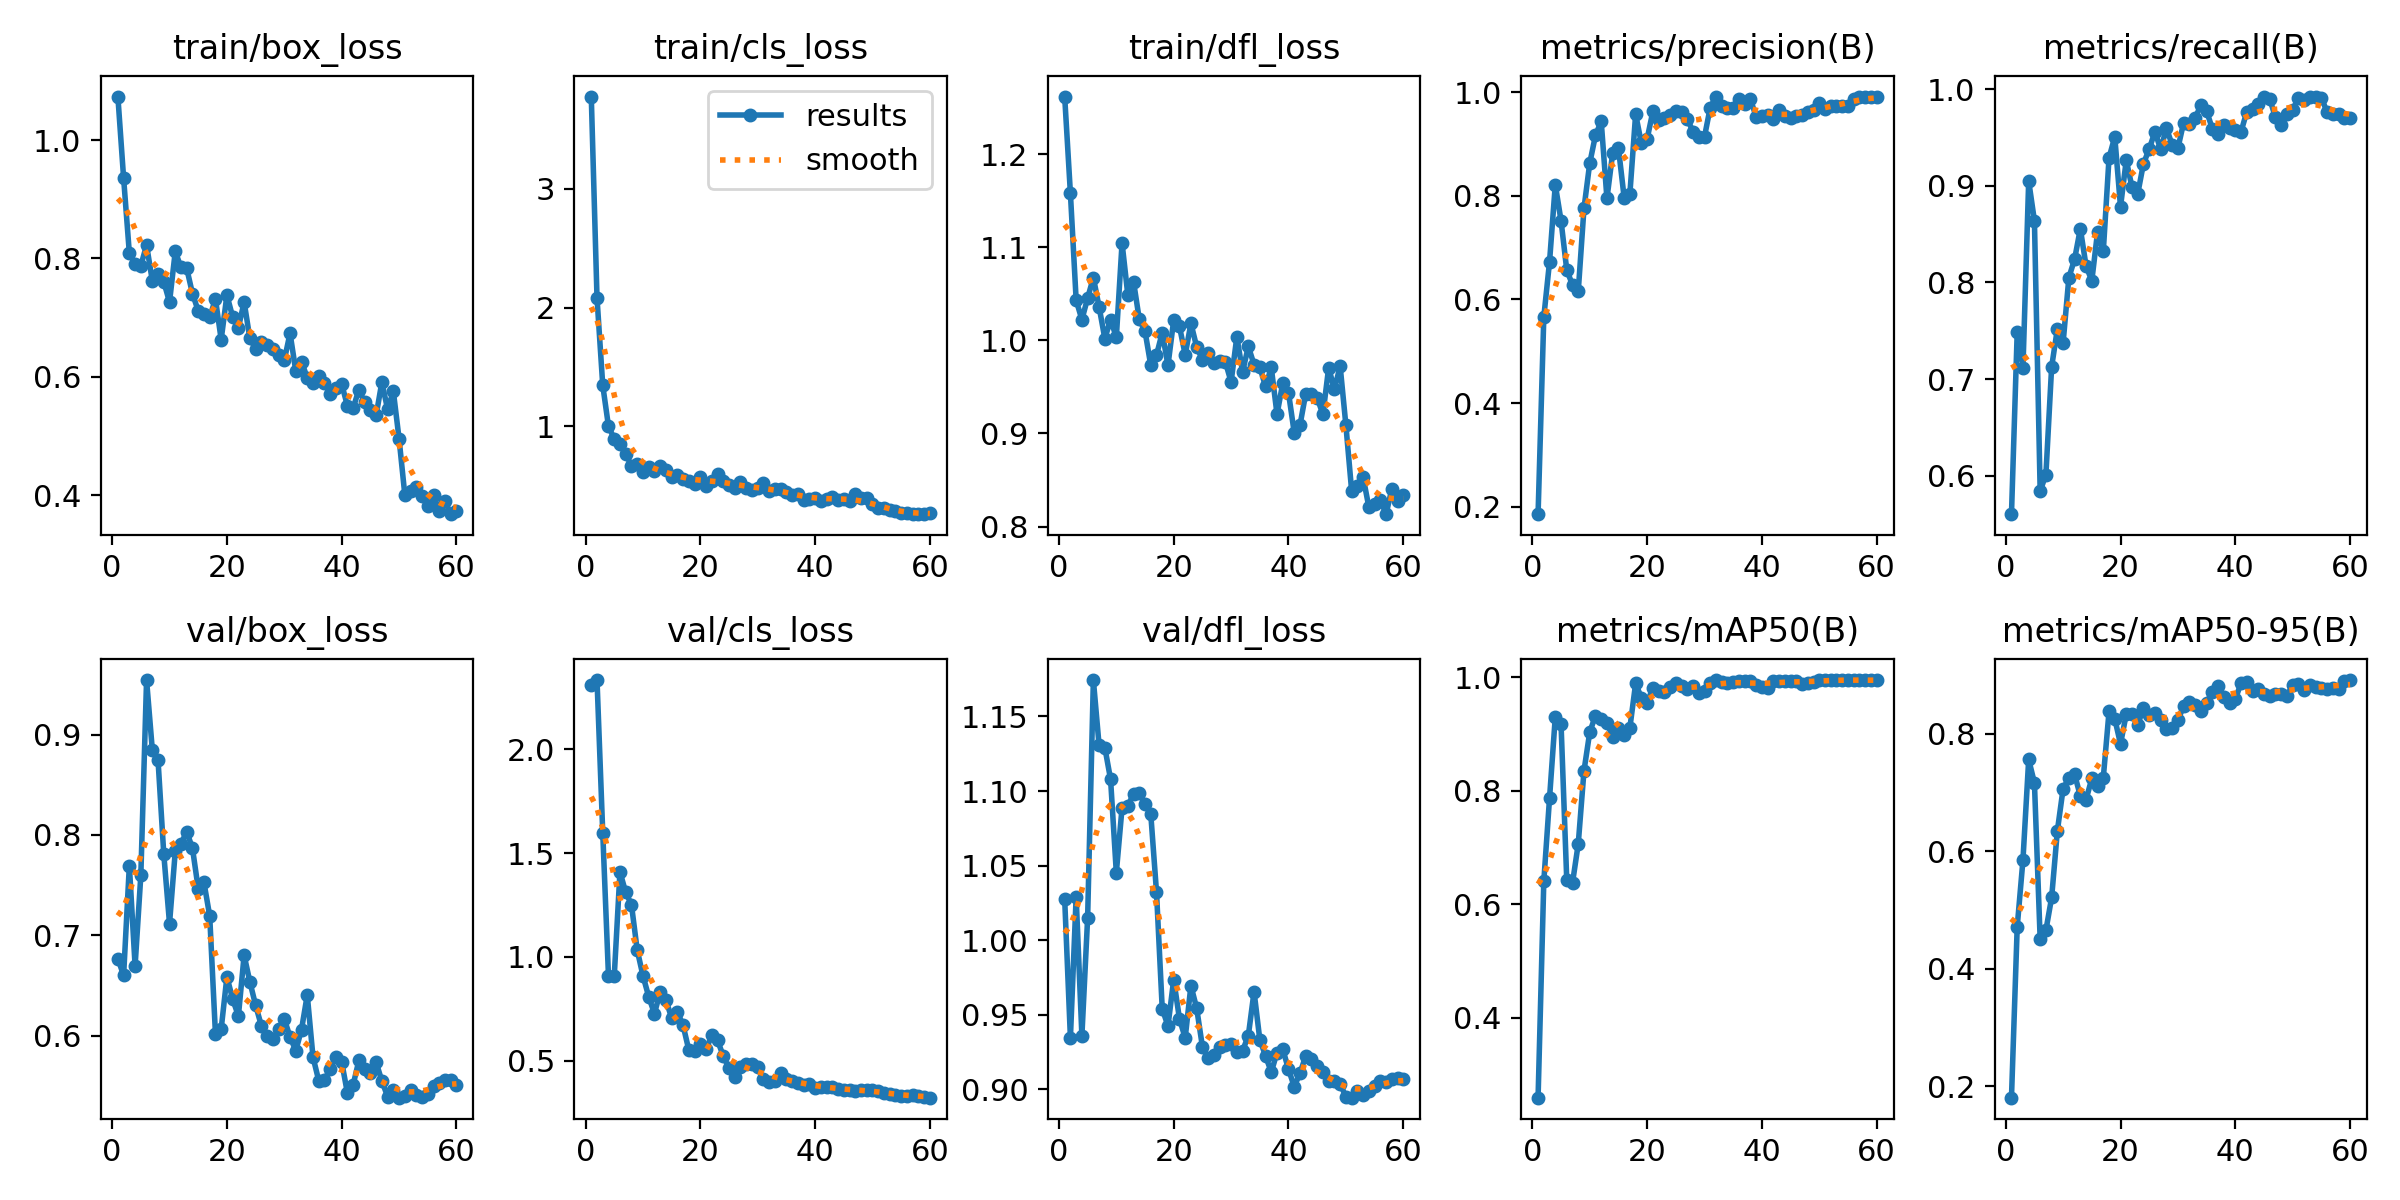 train/box_loss
1.0
0.8
0.6
0.4
0 20 40 60
train/cls_loss
results
smooth
3
2
1
0 20 40 60
train/dfl_loss
1.2
1.1
1.0
0.9
0.8
0 20 40 60
metrics/precision(B)
1.0
0.8
0.6
0.4
0.2
0 20 40 60
metrics/recall(B)
1.0
0.9
0.8
0.7
0.6
0 20 40 60
val/box_loss
0.9
0.8
0.7
0.6
0 20 40 60
val/cls_loss
2.0
1.5
1.0
0.5
0 20 40 60
val/dfl_loss
1.15
1.10
1.05
1.00
0.95
0.90
0 20 40 60
metrics/mAP50(B)
1.0
0.8
0.6
0.4
0 20 40 60
metrics/mAP50-95(B)
0.8
0.6
0.4
0.2
0 20 40 60